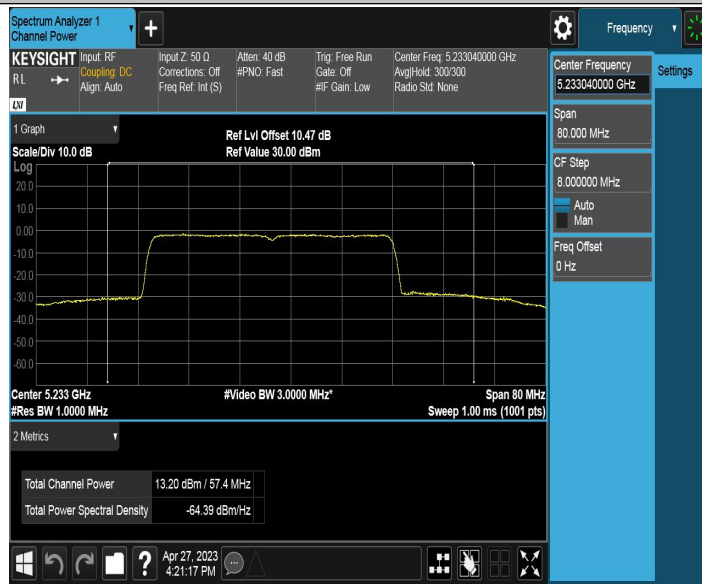 Spectrum Analyzer 1
Channel Power
Frequency
KEYSIGHT
RL
LXI
Input: RF
Coupling: DC
Align: Auto
Input Z: 50 Ω
Corrections: Off
Freq Ref: Int (S)
Atten: 40 dB
#PNO: Fast
Trig: Free Run
Gate: Off
#IF Gain: Low
Center Freq: 5.233040000 GHz
Avg|Hold: 300/300
Radio Std: None
Center Frequency
5.233040000 GHz
Settings
Span
80.000 MHz
CF Step
8.000000 MHz
Auto
Man
Freq Offset
0 Hz
1 Graph
Scale/Div 10.0 dB
Ref Lvl Offset 10.47 dB
Ref Value 30.00 dBm
Log
20.0
10.0
0.00
-10.0
-20.0
-30.0
-40.0
-50.0
-60.0
Center 5.233 GHz
#Video BW 3.0000 MHz*
Span 80 MHz
#Res BW 1.0000 MHz
Sweep 1.00 ms (1001 pts)
2 Metrics
Total Channel Power 13.20 dBm / 57.4 MHz
Total Power Spectral Density -64.39 dBm/Hz
?
Apr 27, 2023
4:21:17 PM